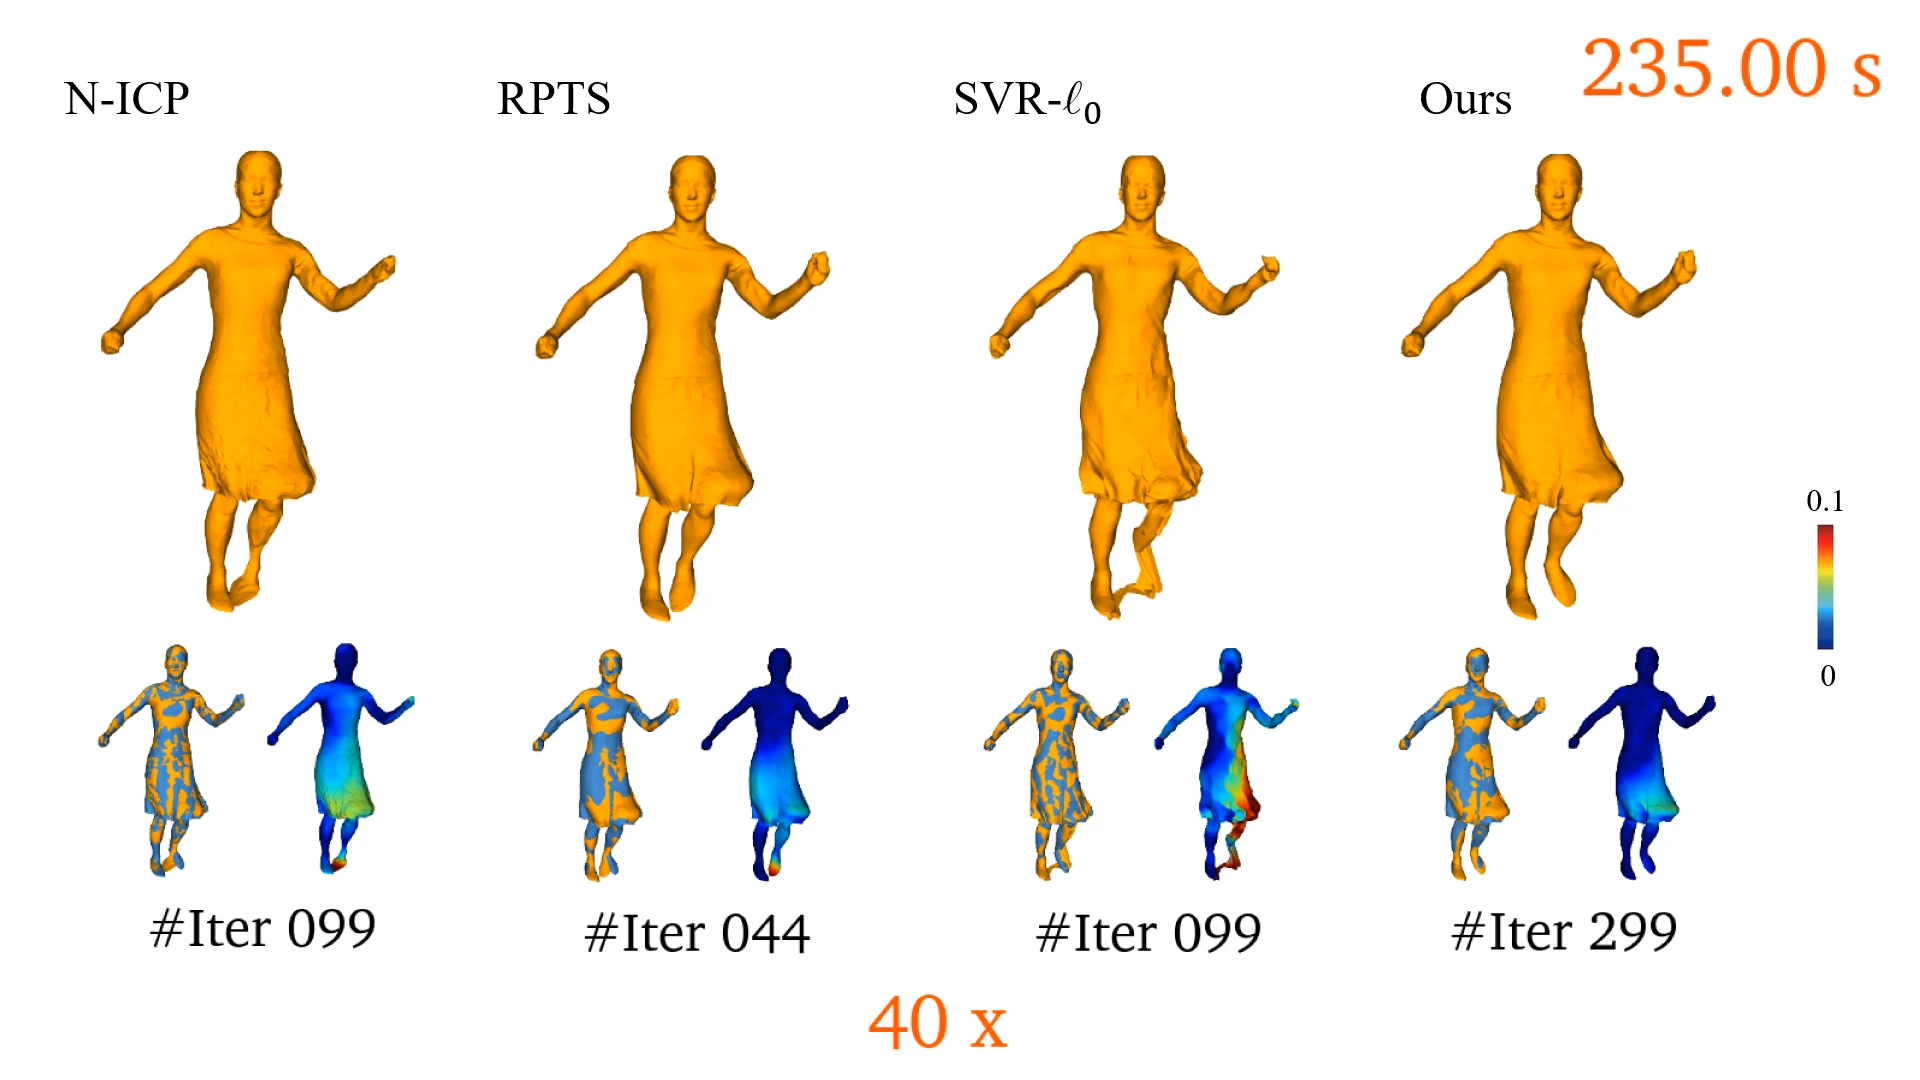 235.00 s
N-ICP
RPTS
SVR-ℓ₀
Ours
0.1
0
#Iter 099
#Iter 044
#Iter 099
#Iter 299
40 x